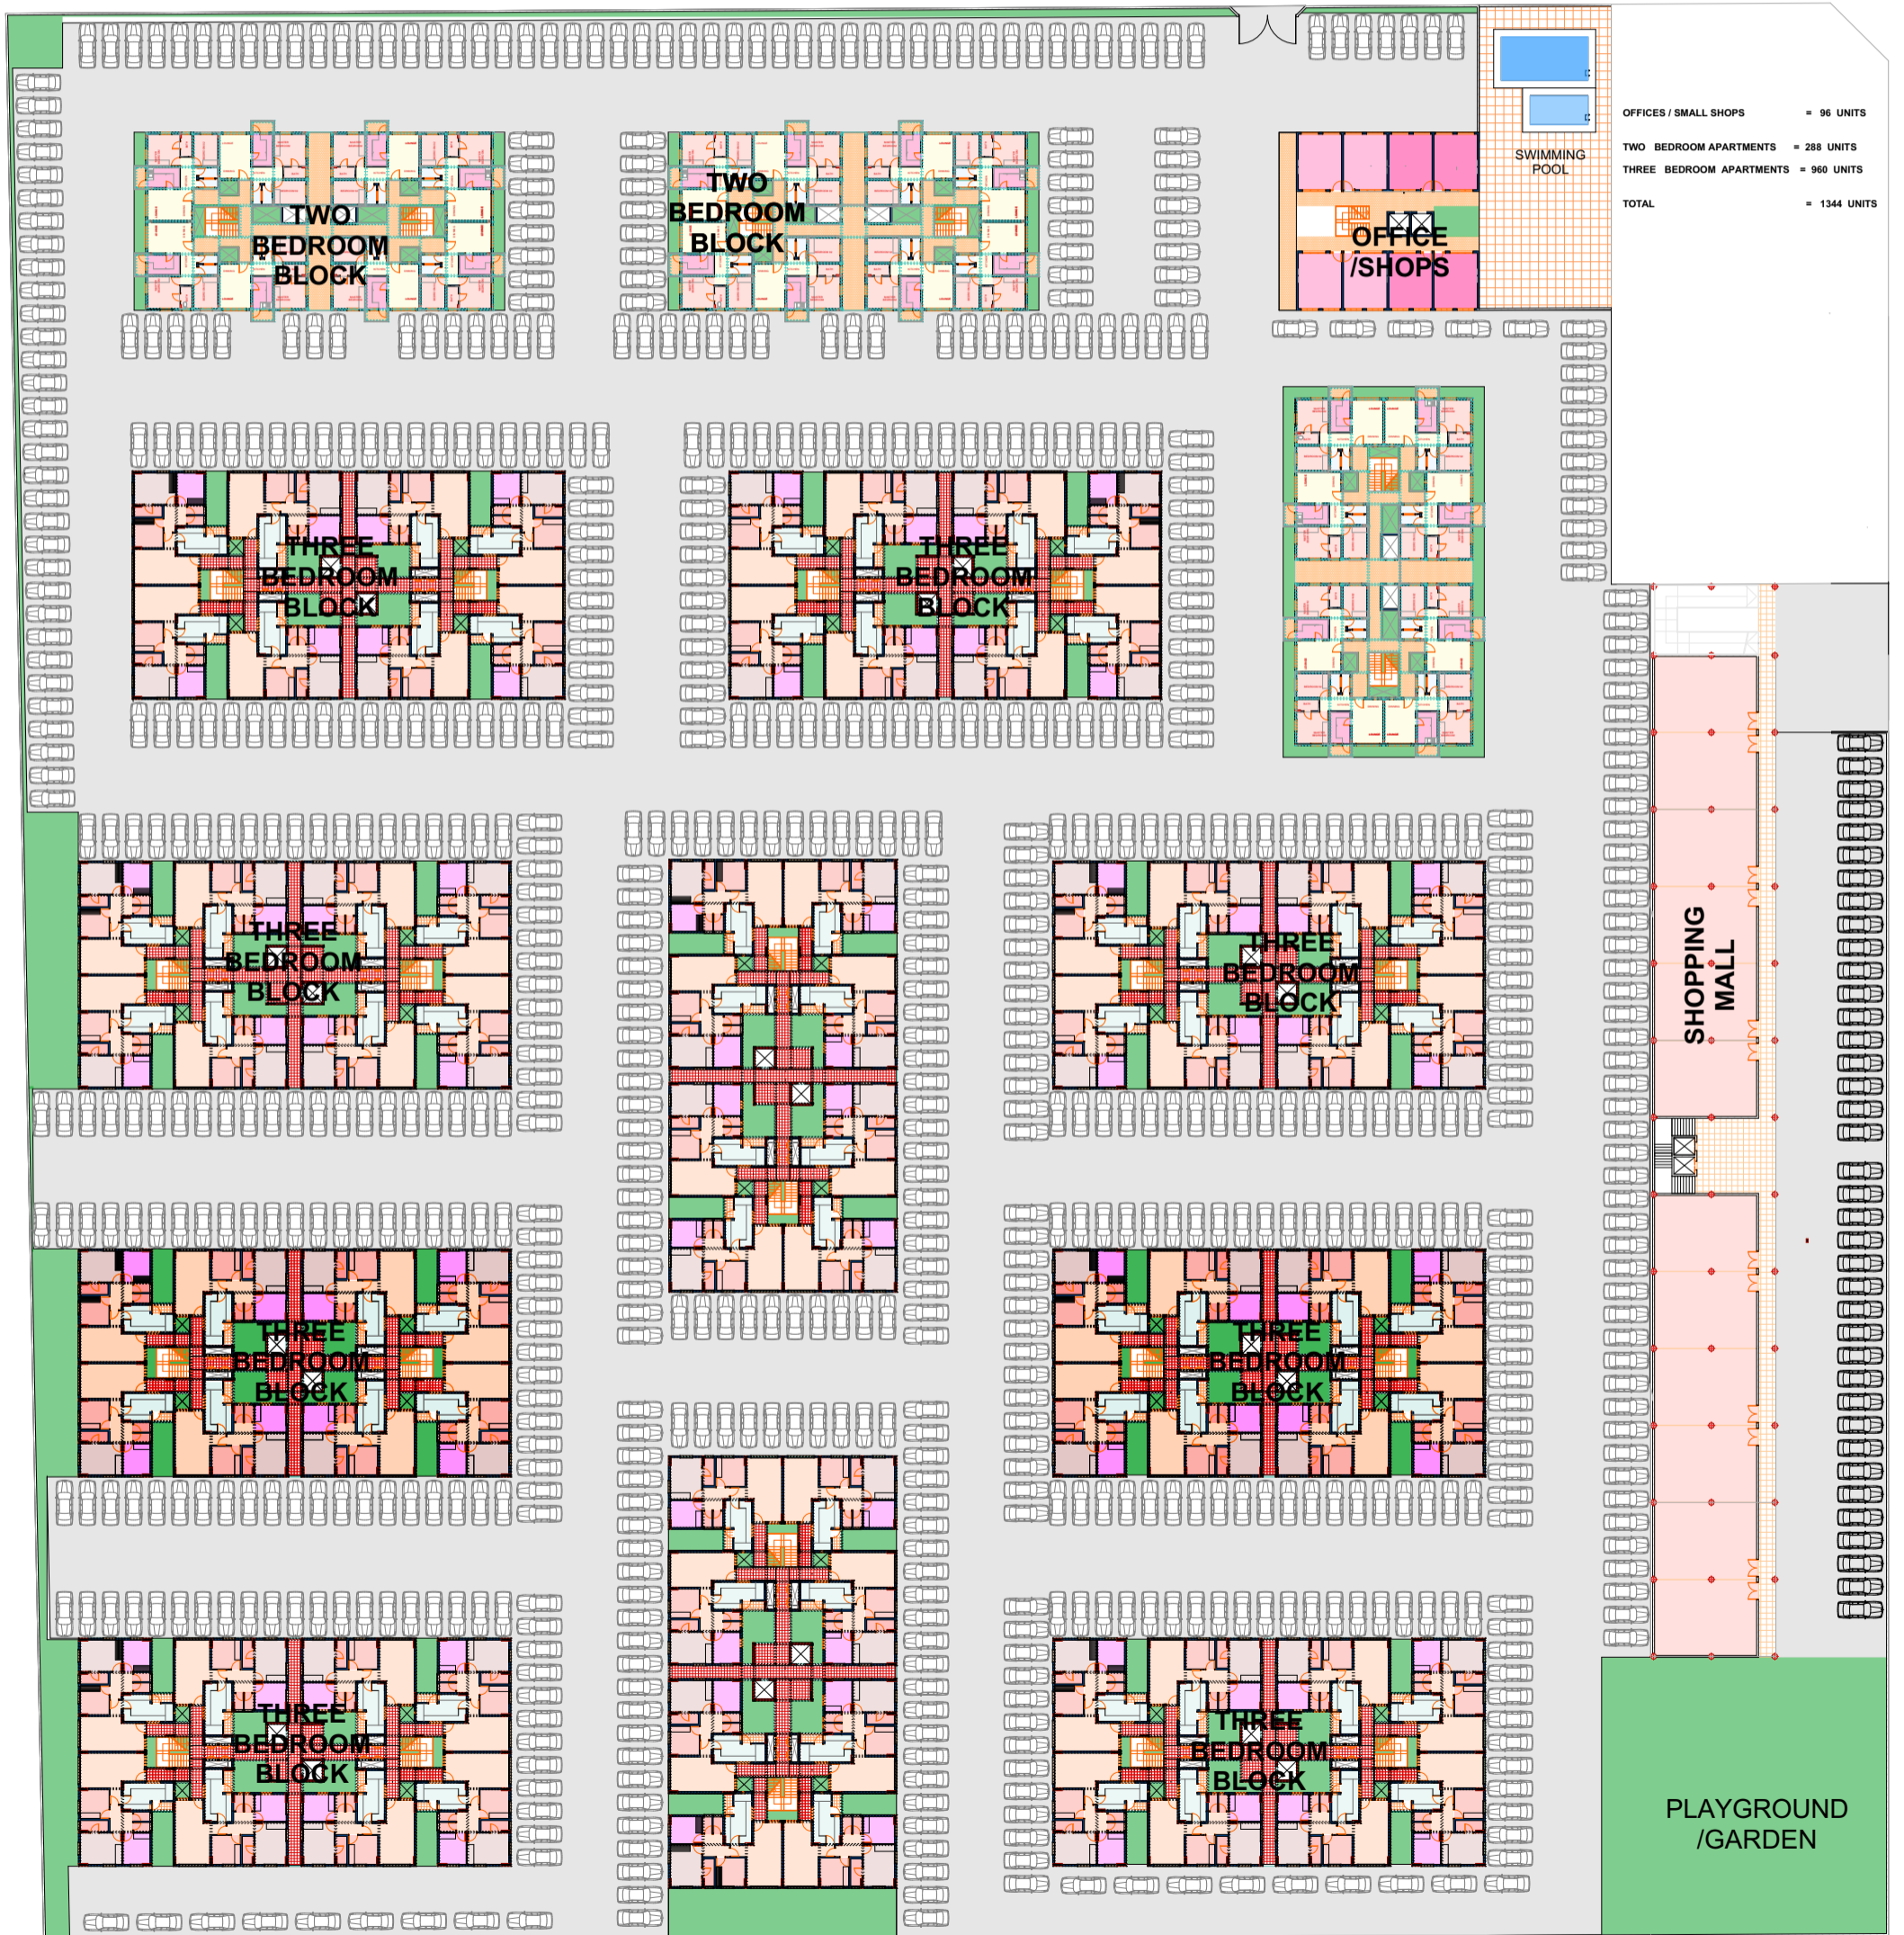 OFFICES / SMALL SHOPS = 96 UNITS
TWO BEDROOM APARTMENTS = 288 UNITS
THREE BEDROOM APARTMENTS = 960 UNITS
TOTAL = 1344 UNITS
SWIMMING
POOL
TWO
BEDROOM
BLOCK
TWO
BEDROOM
BLOCK
OFFICE
/SHOPS
THREE
BEDROOM
BLOCK
THREE
BEDROOM
BLOCK
THREE
BEDROOM
BLOCK
THREE
BEDROOM
BLOCK
SHOPPING
MALL
THREE
BEDROOM
BLOCK
THREE
BEDROOM
BLOCK
THREE
BEDROOM
BLOCK
THREE
BEDROOM
BLOCK
PLAYGROUND
/GARDEN